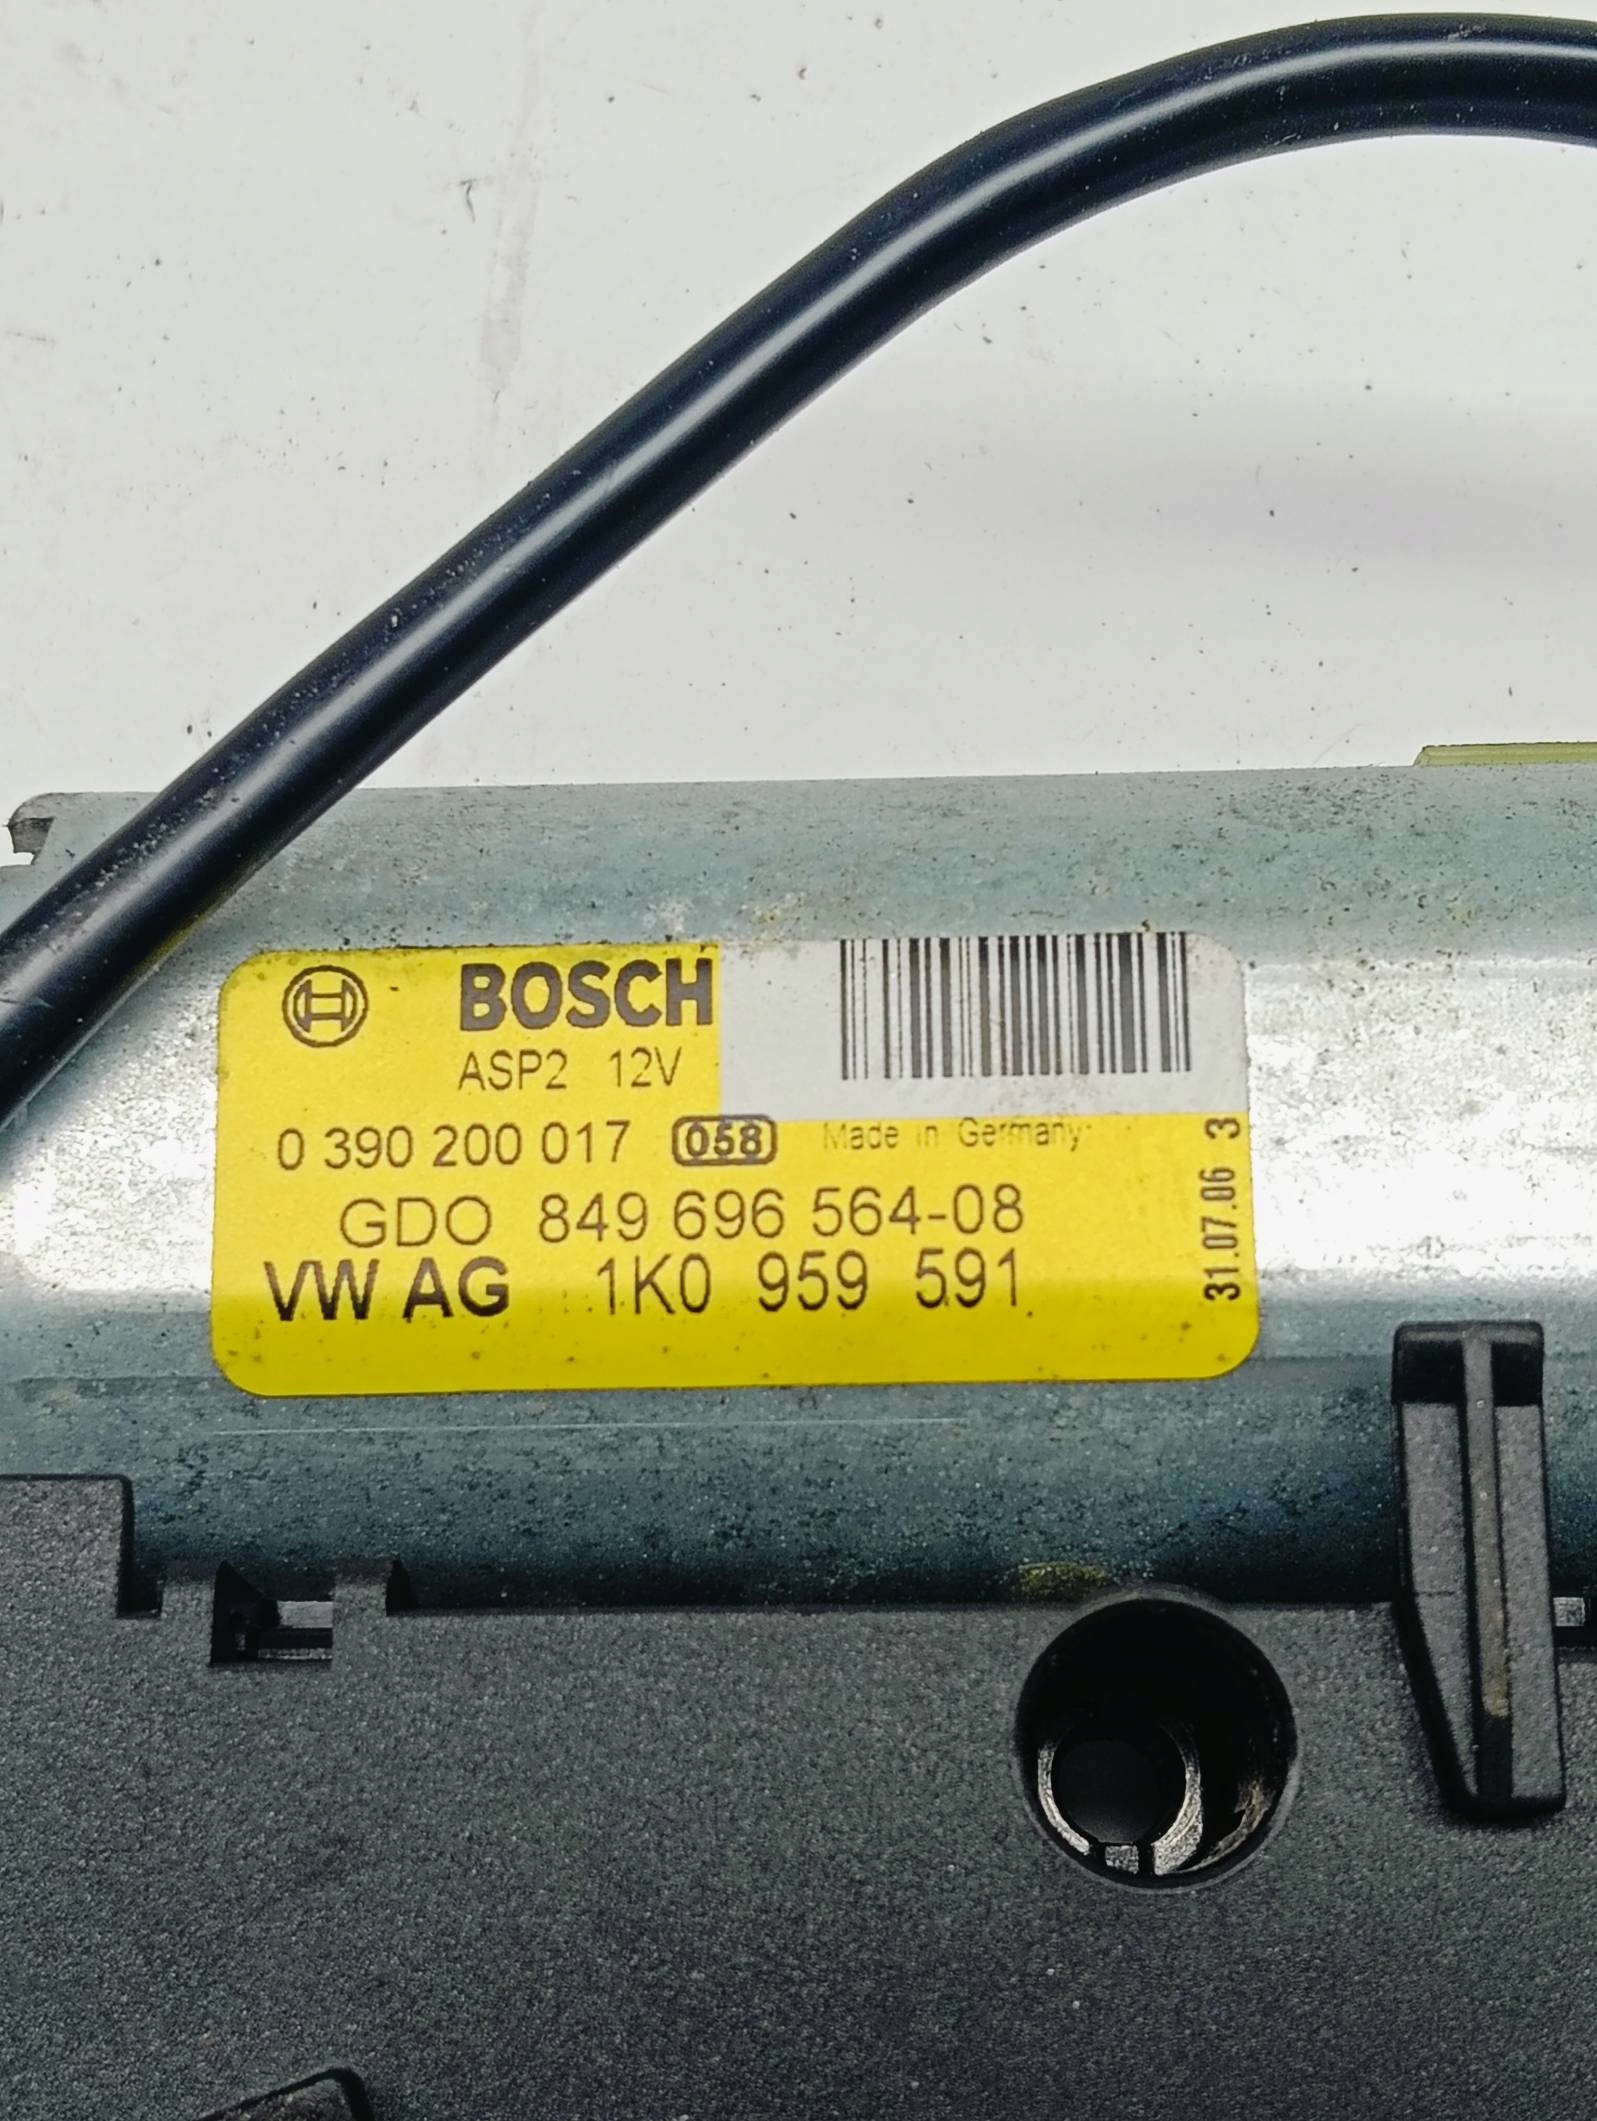 BOSCH
ASP2 12V
0 390 200 017 058 Made in Germany
GDO 849 696 564-08
VW AG 1K0 959 591
31.07.06 3